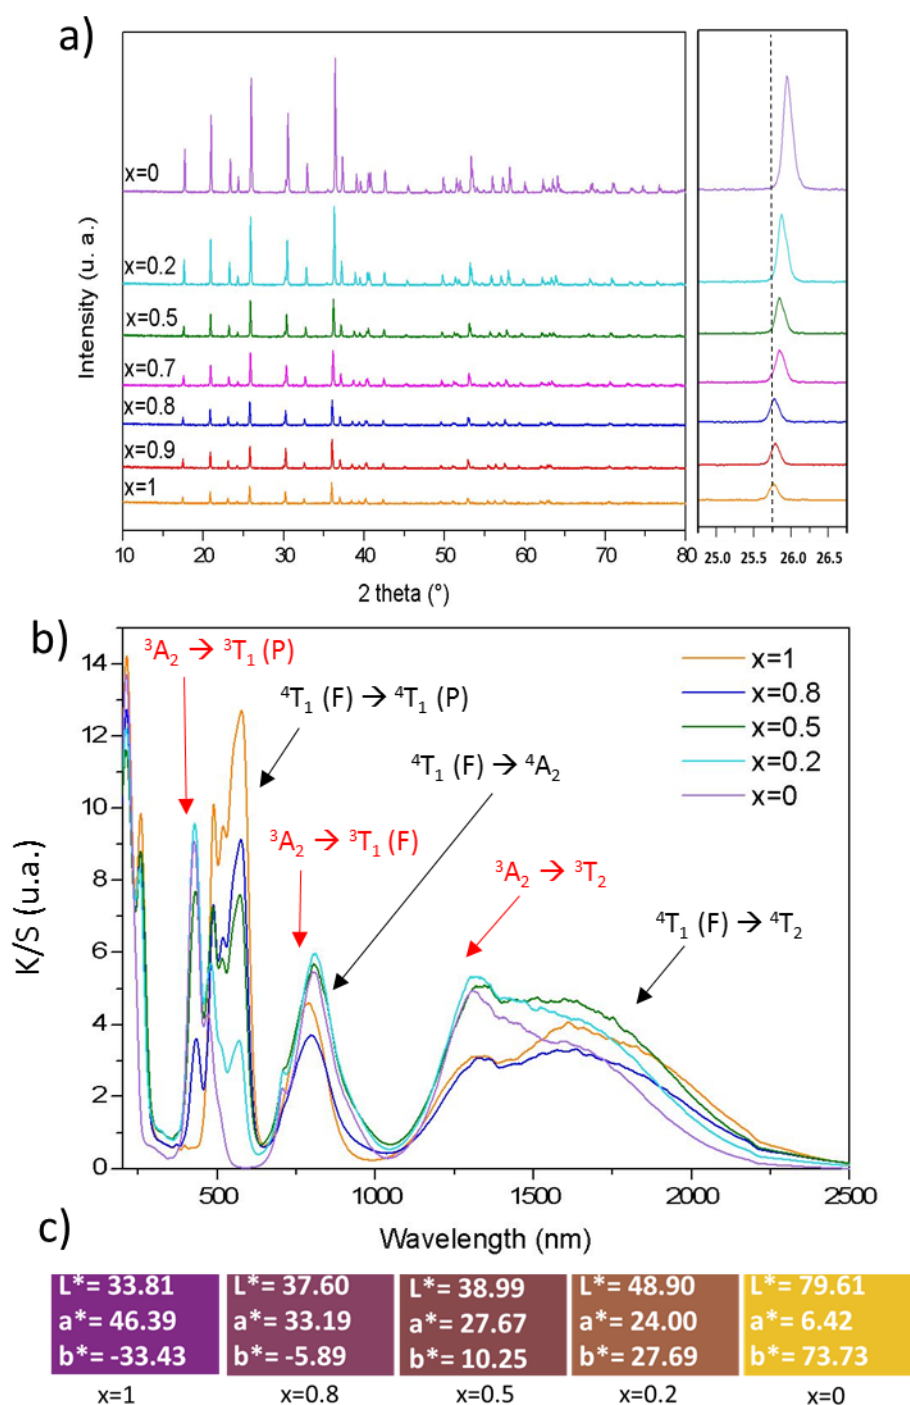 a)
Intensity (u. a.)
x=0
x=0.2
x=0.5
x=0.7
x=0.8
x=0.9
x=1
10 20 30 40 50 60 70 80
2 theta (°)
25.0 25.5 26.0 26.5
b)
K/S (u.a.)
14
12
10
8
6
4
2
0
³A₂ → ³T₁ (P)
⁴T₁ (F) → ⁴T₁ (P)
⁴T₁ (F) → ⁴A₂
³A₂ → ³T₁ (F)
³A₂ → ³T₂
⁴T₁ (F) → ⁴T₂
x=1
x=0.8
x=0.5
x=0.2
x=0
500 1000 1500 2000 2500
Wavelength (nm)
c)
L*= 33.81 L*= 37.60 L*= 38.99 L*= 48.90 L*= 79.61
a*= 46.39 a*= 33.19 a*= 27.67 a*= 24.00 a*= 6.42
b*= -33.43 b*= -5.89 b*= 10.25 b*= 27.69 b*= 73.73
x=1 x=0.8 x=0.5 x=0.2 x=0